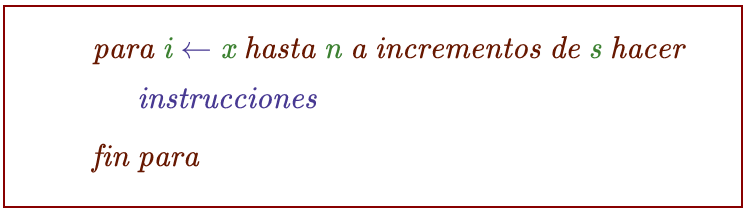 para i ← x hasta n a incrementos de s hacer
instrucciones
fin para